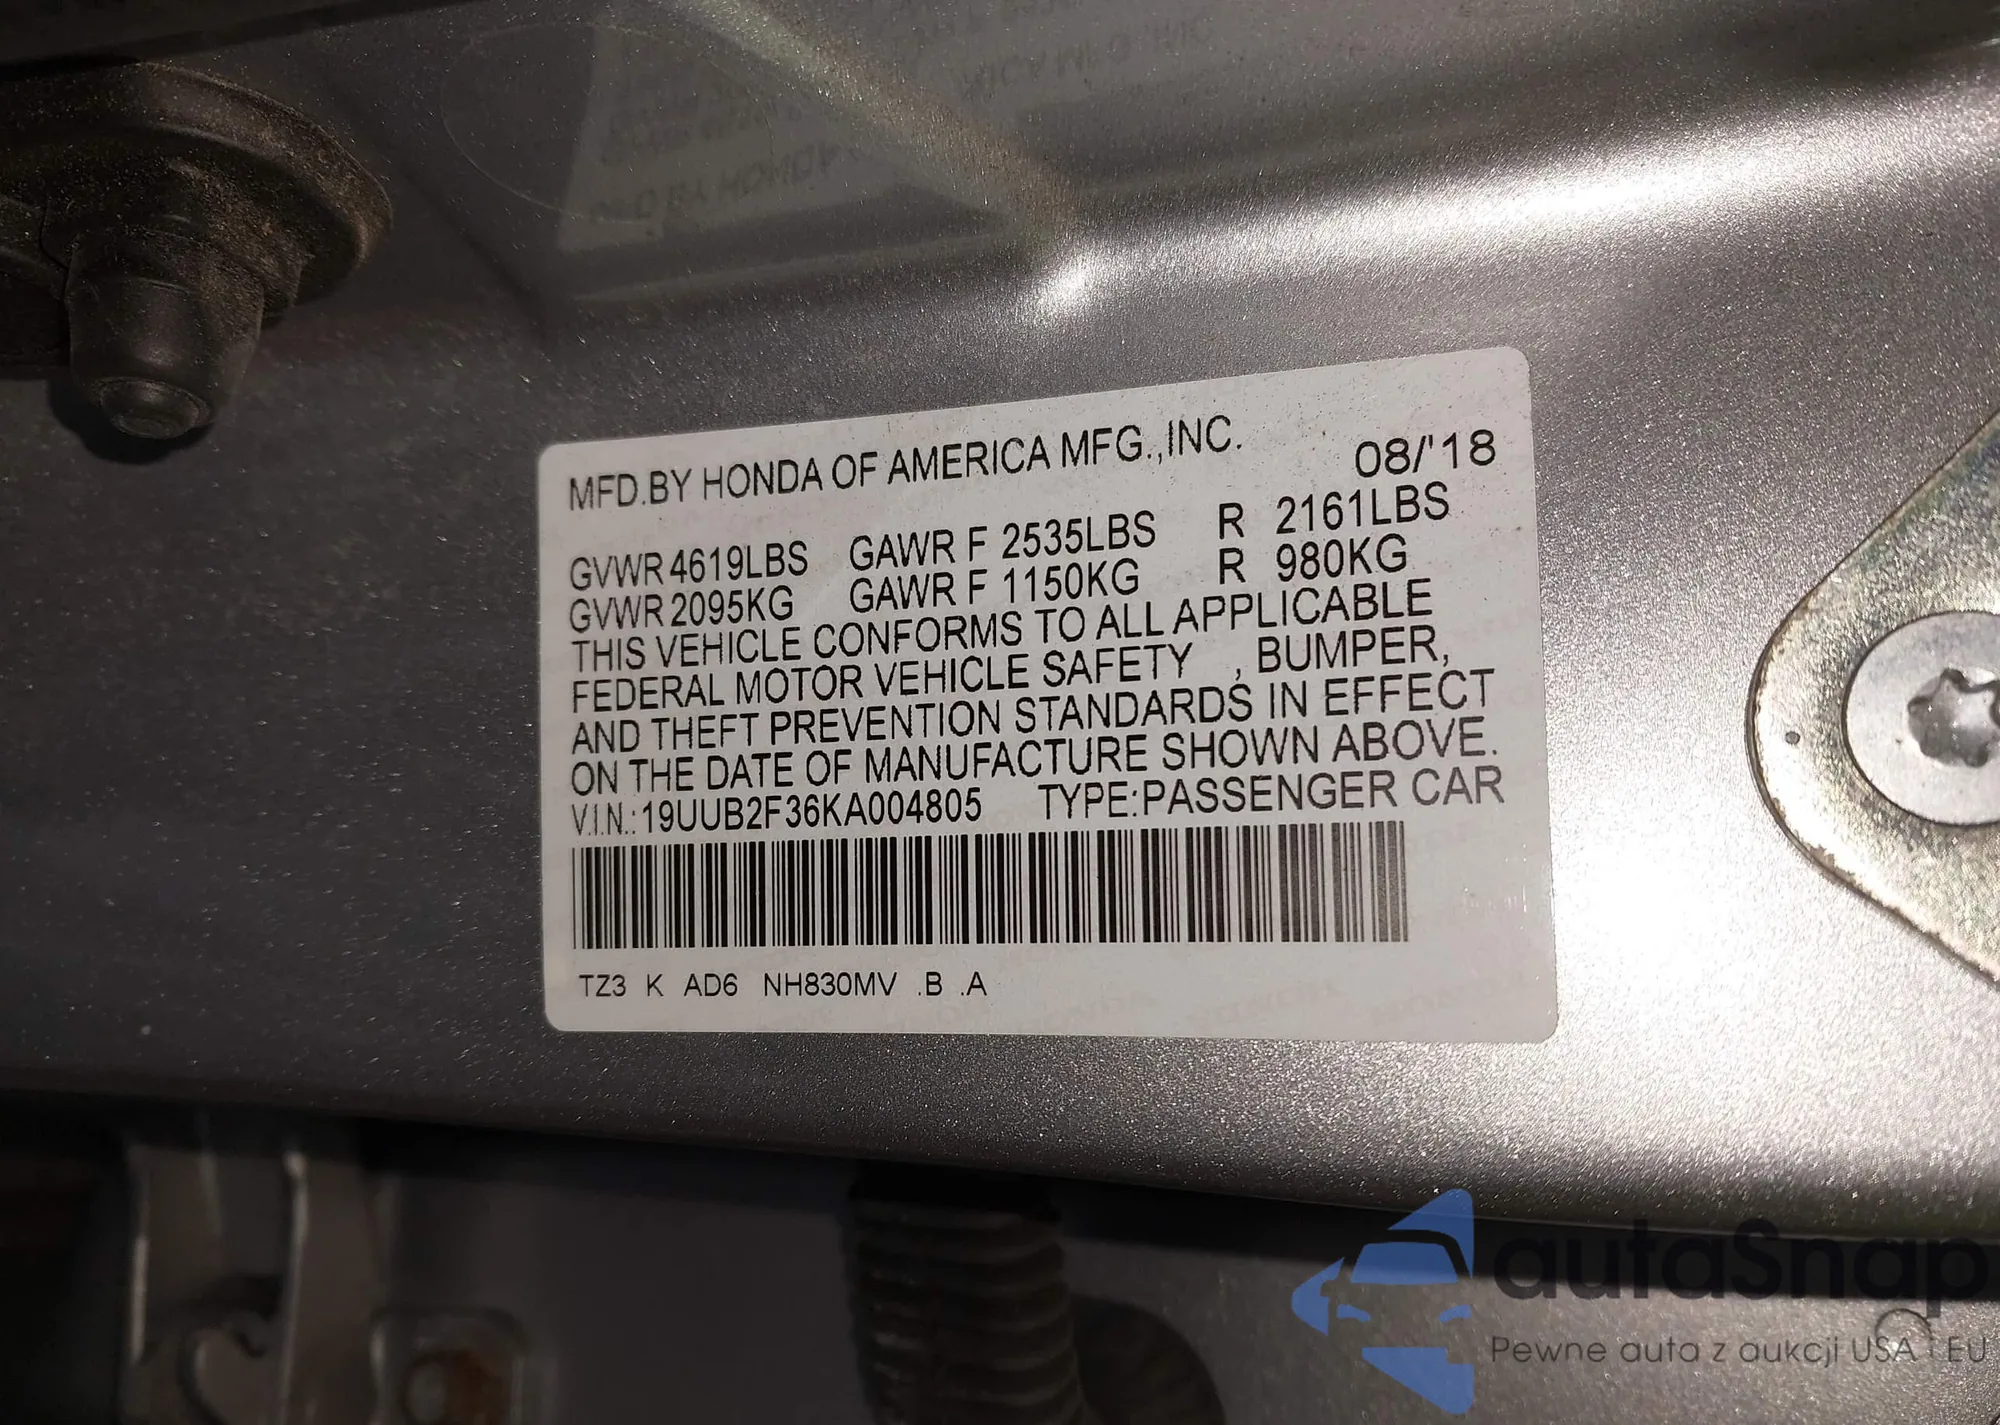 MFD.BY HONDA OF AMERICA MFG.,INC. 08/'18
GVWR 4619LBS GAWR F 2535LBS R 2161LBS
GVWR 2095KG GAWR F 1150KG R 980KG
THIS VEHICLE CONFORMS TO ALL APPLICABLE
FEDERAL MOTOR VEHICLE SAFETY , BUMPER,
AND THEFT PREVENTION STANDARDS IN EFFECT
ON THE DATE OF MANUFACTURE SHOWN ABOVE.
V.I.N.:19UUB2F36KA004805 TYPE:PASSENGER CAR
TZ3 K AD6 NH830MV .B .A
autaSnap
Pewne auta z aukcji USA i EU